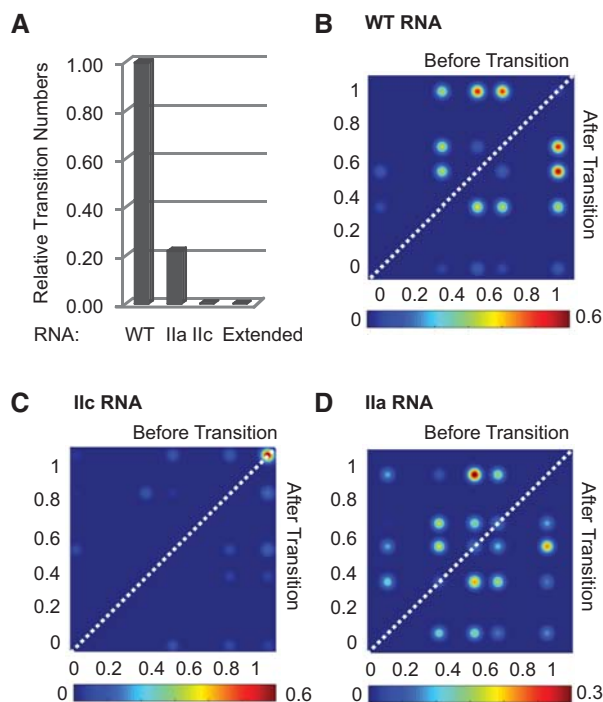 A
Relative Transition Numbers
1.00
0.80
0.60
0.40
0.20
0.00
RNA: WT IIa IIc Extended
B WT RNA
Before Transition
After Transition
1
0.8
0.6
0.4
0.2
0
0 0.2 0.4 0.6 0.8 1
0 0.6
C IIc RNA
Before Transition
After Transition
1
0.8
0.6
0.4
0.2
0
0 0.2 0.4 0.6 0.8 1
0 0.6
D IIa RNA
Before Transition
After Transition
1
0.8
0.6
0.4
0.2
0
0 0.2 0.4 0.6 0.8 1
0 0.3